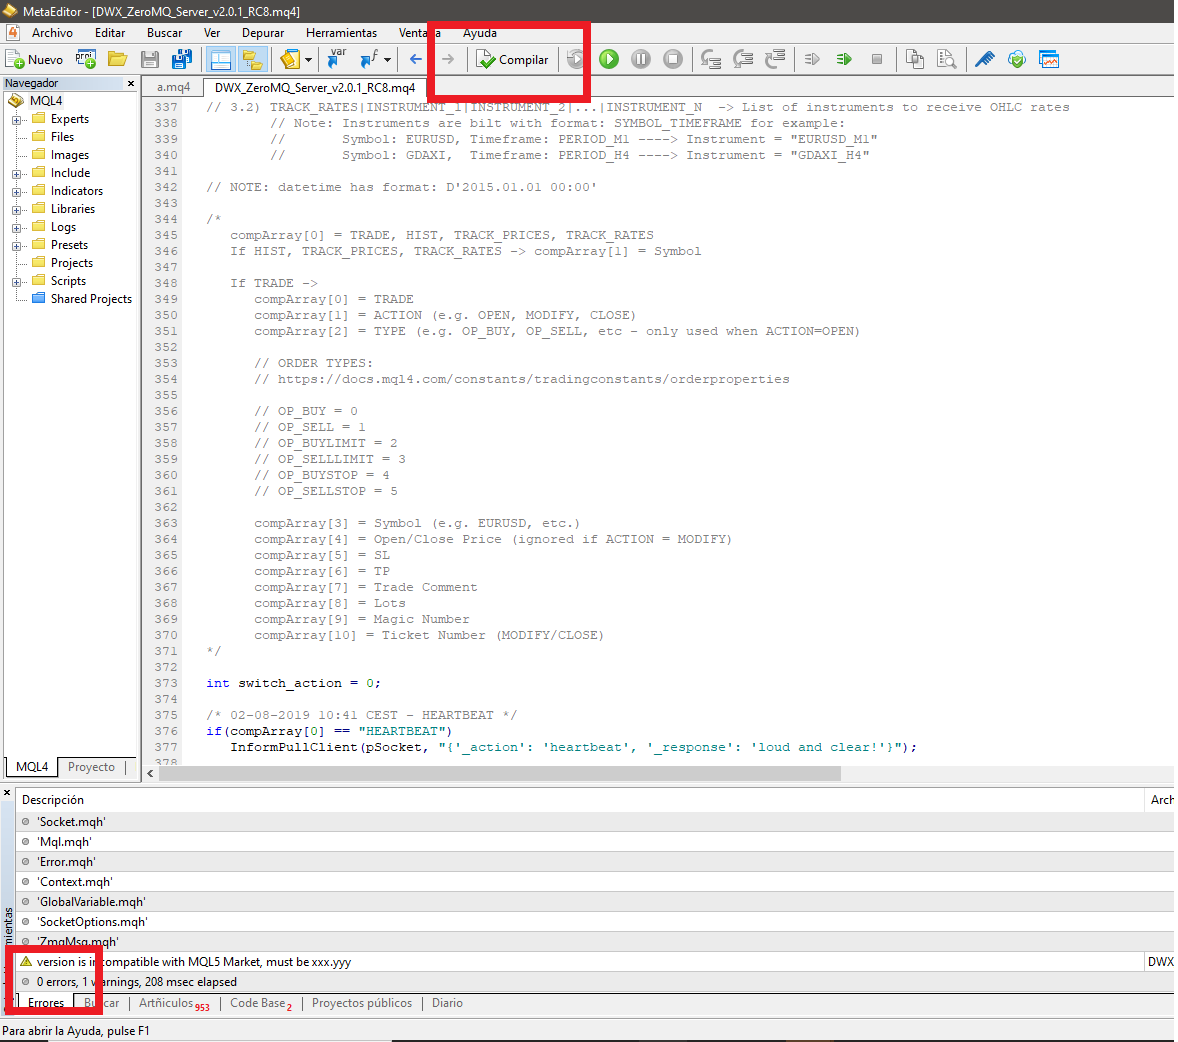 MetaEditor - [DWX_ZeroMQ_Server_v2.0.1_RC8.mq4]
Archivo Editar Buscar Ver Depurar Herramientas Ventana Ayuda
Nuevo var Compilar
Navegador
MQL4
Experts
Files
Images
Include
Indicators
Libraries
Logs
Presets
Projects
Scripts
Shared Projects
MQL4 Proyecto
a.mq4 DWX_ZeroMQ_Server_v2.0.1_RC8.mq4
337 // 3.2) TRACK_RATES|INSTRUMENT_1|INSTRUMENT_2|...|INSTRUMENT_N -> List of instruments to receive OHLC rates
338 // Note: Instruments are bilt with format: SYMBOL_TIMEFRAME for example:
339 // Symbol: EURUSD, Timeframe: PERIOD_M1 ----> Instrument = "EURUSD_M1"
340 // Symbol: GDAXI, Timeframe: PERIOD_H4 ----> Instrument = "GDAXI_H4"
341
342 // NOTE: datetime has format: D'2015.01.01 00:00'
343
344 /*
345 compArray[0] = TRADE, HIST, TRACK_PRICES, TRACK_RATES
346 If HIST, TRACK_PRICES, TRACK_RATES -> compArray[1] = Symbol
347
348 If TRADE ->
349 compArray[0] = TRADE
350 compArray[1] = ACTION (e.g. OPEN, MODIFY, CLOSE)
351 compArray[2] = TYPE (e.g. OP_BUY, OP_SELL, etc - only used when ACTION=OPEN)
352
353 // ORDER TYPES:
354 // https://docs.mql4.com/constants/tradingconstants/orderproperties
355
356 // OP_BUY = 0
357 // OP_SELL = 1
358 // OP_BUYLIMIT = 2
359 // OP_SELLLIMIT = 3
360 // OP_BUYSTOP = 4
361 // OP_SELLSTOP = 5
362
363 compArray[3] = Symbol (e.g. EURUSD, etc.)
364 compArray[4] = Open/Close Price (ignored if ACTION = MODIFY)
365 compArray[5] = SL
366 compArray[6] = TP
367 compArray[7] = Trade Comment
368 compArray[8] = Lots
369 compArray[9] = Magic Number
370 compArray[10] = Ticket Number (MODIFY/CLOSE)
371 */
372
373 int switch_action = 0;
374
375 /* 02-08-2019 10:41 CEST - HEARTBEAT */
376 if(compArray[0] == "HEARTBEAT")
377 InformPullClient(pSocket, "{'_action': 'heartbeat', '_response': 'loud and clear!'}");
378
Descripción Arch
'Socket.mqh'
'Mql.mqh'
'Error.mqh'
'Context.mqh'
'GlobalVariable.mqh'
'SocketOptions.mqh'
'ZmqMsg.mqh'
version is incompatible with MQL5 Market, must be xxx.yyy DWX
0 errors, 1 warnings, 208 msec elapsed
Errores Buscar Artñiculos 953 Code Base 2 Proyectos públicos Diario
Para abrir la Ayuda, pulse F1